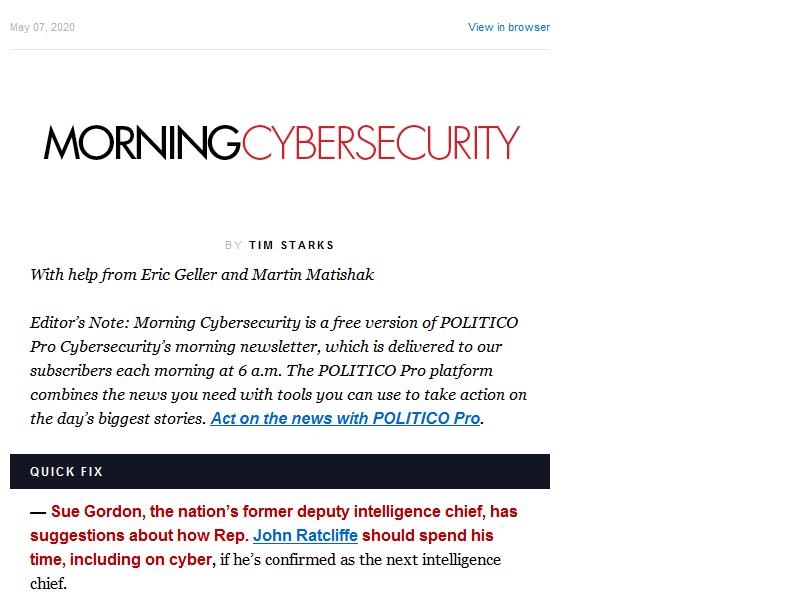 May 07, 2020
View in browser
MORNINGCYBERSECURITY
BY TIM STARKS
With help from Eric Geller and Martin Matishak
Editor’s Note: Morning Cybersecurity is a free version of POLITICO
Pro Cybersecurity’s morning newsletter, which is delivered to our
subscribers each morning at 6 a.m. The POLITICO Pro platform
combines the news you need with tools you can use to take action on
the day’s biggest stories. Act on the news with POLITICO Pro.
QUICK FIX
— Sue Gordon, the nation’s former deputy intelligence chief, has
suggestions about how Rep. John Ratcliffe should spend his
time, including on cyber, if he’s confirmed as the next intelligence
chief.